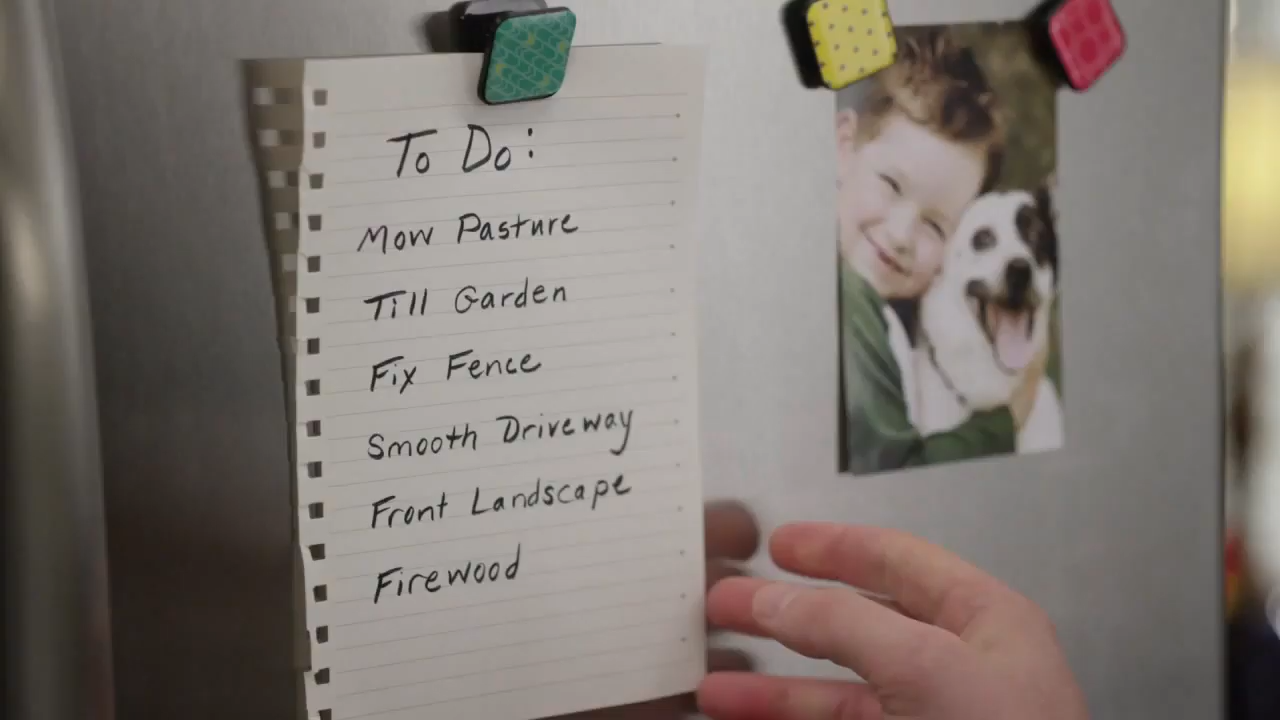 To Do:
Mow Pasture
Till Garden
Fix Fence
Smooth Driveway
Front Landscape
Firewood